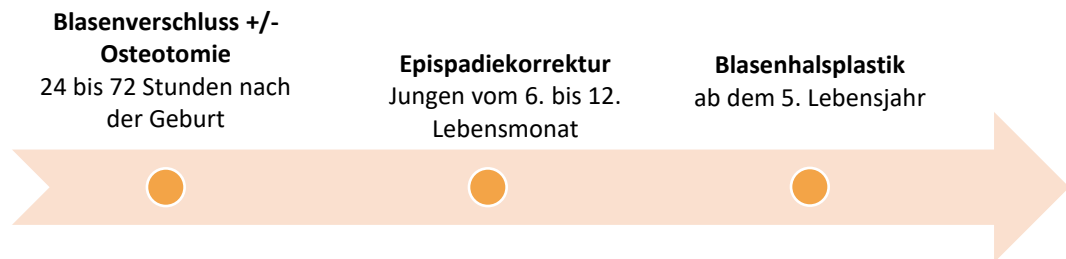 Blasenverschluss +/-
Osteotomie
24 bis 72 Stunden nach
der Geburt
Epispadiekorrektur
Jungen vom 6. bis 12.
Lebensmonat
Blasenhalsplastik
ab dem 5. Lebensjahr